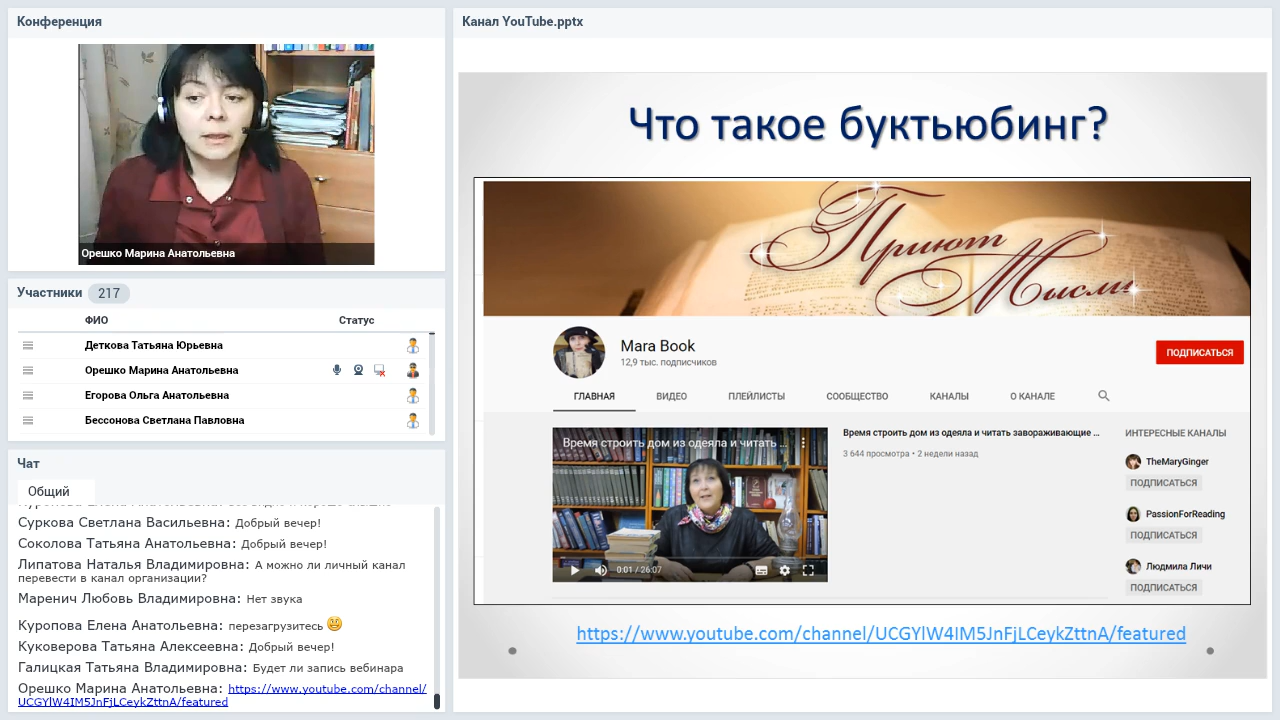 Конференция
Орешко Марина Анатольевна
Участники 217
ФИО Статус
Деткова Татьяна Юрьевна
Орешко Марина Анатольевна
Егорова Ольга Анатольевна
Бессонова Светлана Павловна
Чат
Общий
Суркова Светлана Васильевна: Добрый вечер!
Соколова Татьяна Анатольевна: Добрый вечер!
Липатова Наталья Владимировна: А можно ли личный канал
перевести в канал организации?
Маренич Любовь Владимировна: Нет звука
Куропова Елена Анатольевна: перезагрузитесь
Куковерова Татьяна Алексеевна: Добрый вечер!
Галицкая Татьяна Владимировна: Будет ли запись вебинара
Орешко Марина Анатольевна: https://www.youtube.com/channel/
UCGYlW4IM5JnFjLCeykZttnA/featured
Канал YouTube.pptx
Что такое буктьюбинг?
Приют
Мысли
Mara Book
12,9 тыс. подписчиков
ПОДПИСАТЬСЯ
ГЛАВНАЯ ВИДЕО ПЛЕЙЛИСТЫ СООБЩЕСТВО КАНАЛЫ О КАНАЛЕ
Время строить дом из одеяла и читать ...
0:01 / 26:07
Время строить дом из одеяла и читать завораживающие ...
3 644 просмотра • 2 недели назад
ИНТЕРЕСНЫЕ КАНАЛЫ
TheMaryGinger
ПОДПИСАТЬСЯ
PassionForReading
ПОДПИСАТЬСЯ
Людмила Личи
ПОДПИСАТЬСЯ
https://www.youtube.com/channel/UCGYlW4IM5JnFjLCeykZttnA/featured